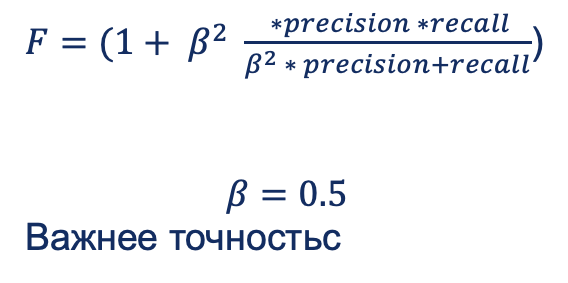 F = (1 + β² *precision *recall / β² * precision+recall)
β = 0.5
Важнее точностьс